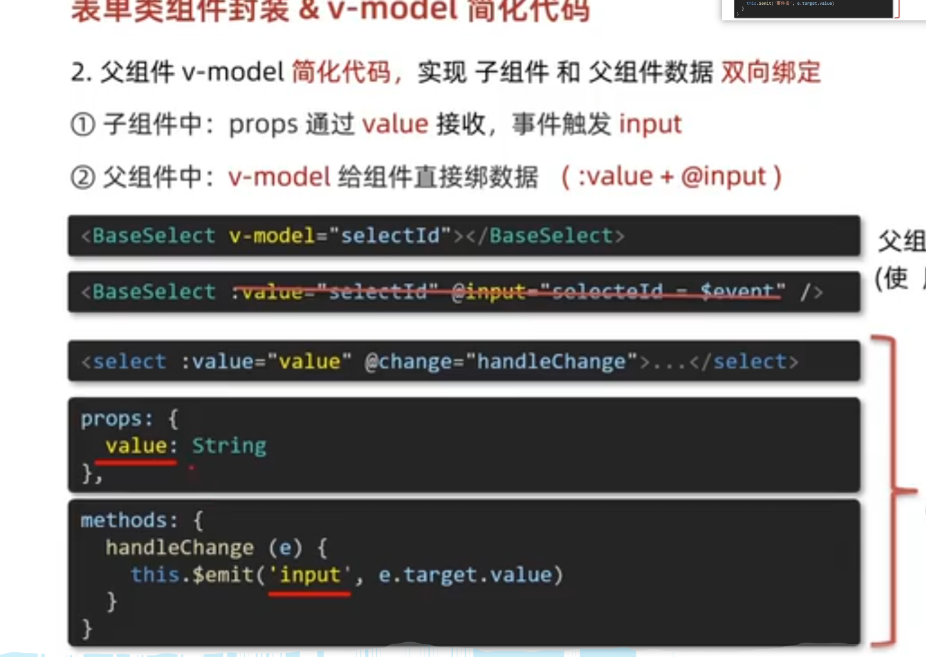 表单类组件封装 & v-model 简化代码
2. 父组件 v-model 简化代码，实现 子组件 和 父组件数据 双向绑定
① 子组件中：props 通过 value 接收，事件触发 input
② 父组件中：v-model 给组件直接绑数据 ( :value + @input )
<BaseSelect v-model="selectId"></BaseSelect>
父组
<BaseSelect :value="selectId" @input="selecteId = $event" />
(使
<select :value="value" @change="handleChange">...</select>
props: {
value: String
},
methods: {
handleChange (e) {
this.$emit('input', e.target.value)
}
}